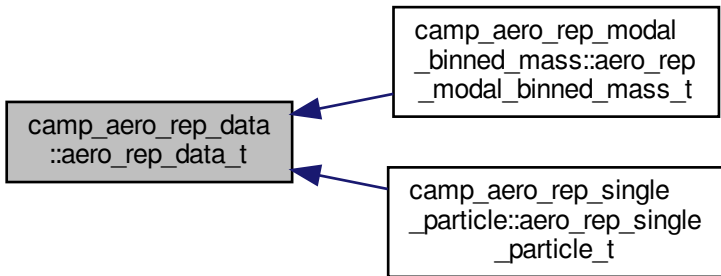 camp_aero_rep_data
::aero_rep_data_t
camp_aero_rep_modal
_binned_mass::aero_rep
_modal_binned_mass_t
camp_aero_rep_single
_particle::aero_rep_single
_particle_t